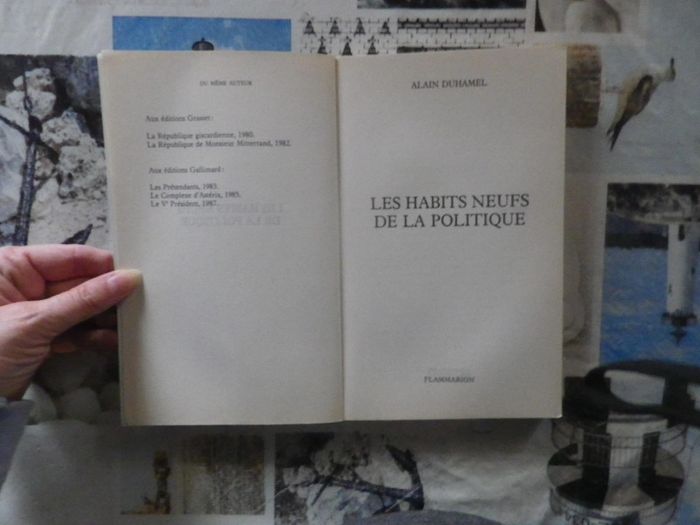 DU MÊME AUTEUR
Aux éditions Grasset :
La République giscardienne, 1980.
La République de Monsieur Mitterrand, 1982.
Aux éditions Gallimard :
Les Prétendants, 1983.
Le Complexe d'Astérix, 1985.
Le Vᵉ Président, 1987.
ALAIN DUHAMEL
LES HABITS NEUFS
DE LA POLITIQUE
FLAMMARION